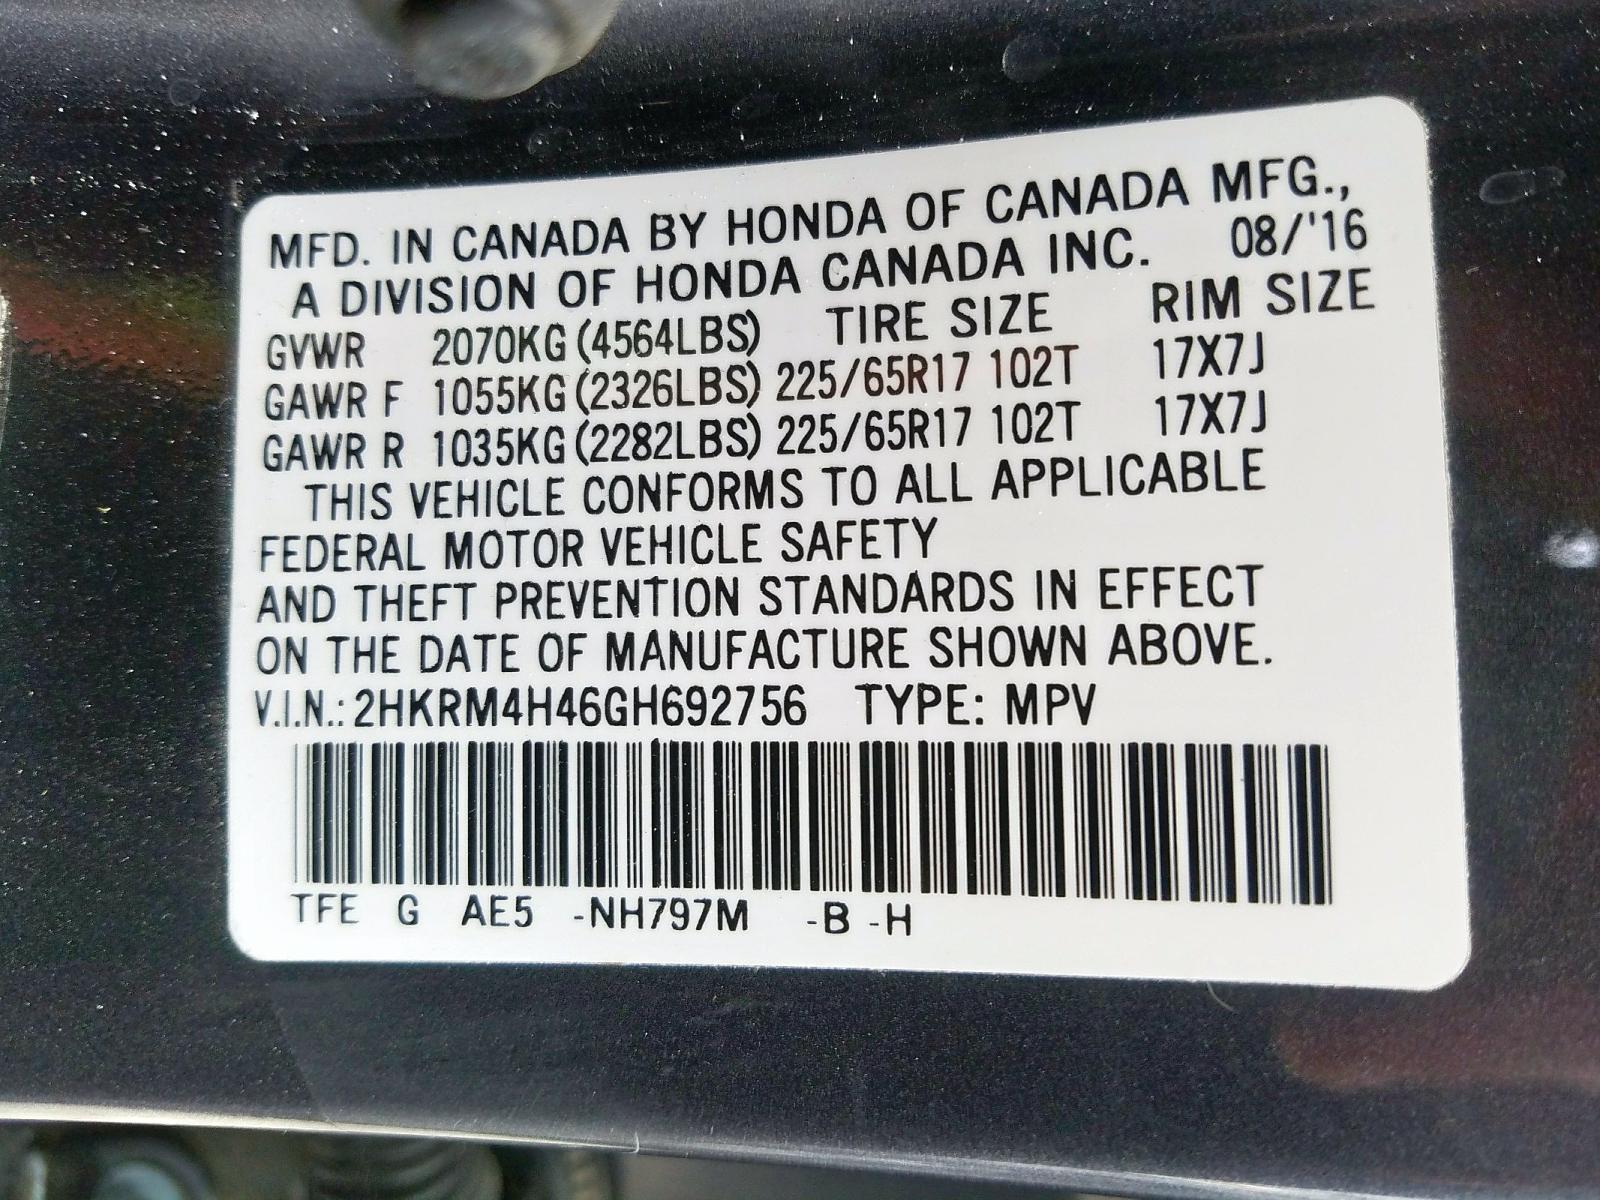 MFD. IN CANADA BY HONDA OF CANADA MFG.,
A DIVISION OF HONDA CANADA INC. 08/'16
GVWR 2070KG (4564LBS) TIRE SIZE RIM SIZE
GAWR F 1055KG (2326LBS) 225/65R17 102T 17X7J
GAWR R 1035KG (2282LBS) 225/65R17 102T 17X7J
THIS VEHICLE CONFORMS TO ALL APPLICABLE
FEDERAL MOTOR VEHICLE SAFETY
AND THEFT PREVENTION STANDARDS IN EFFECT
ON THE DATE OF MANUFACTURE SHOWN ABOVE.
V.I.N.: 2HKRM4H46GH692756 TYPE: MPV
TFE G AE5 -NH797M -B -H